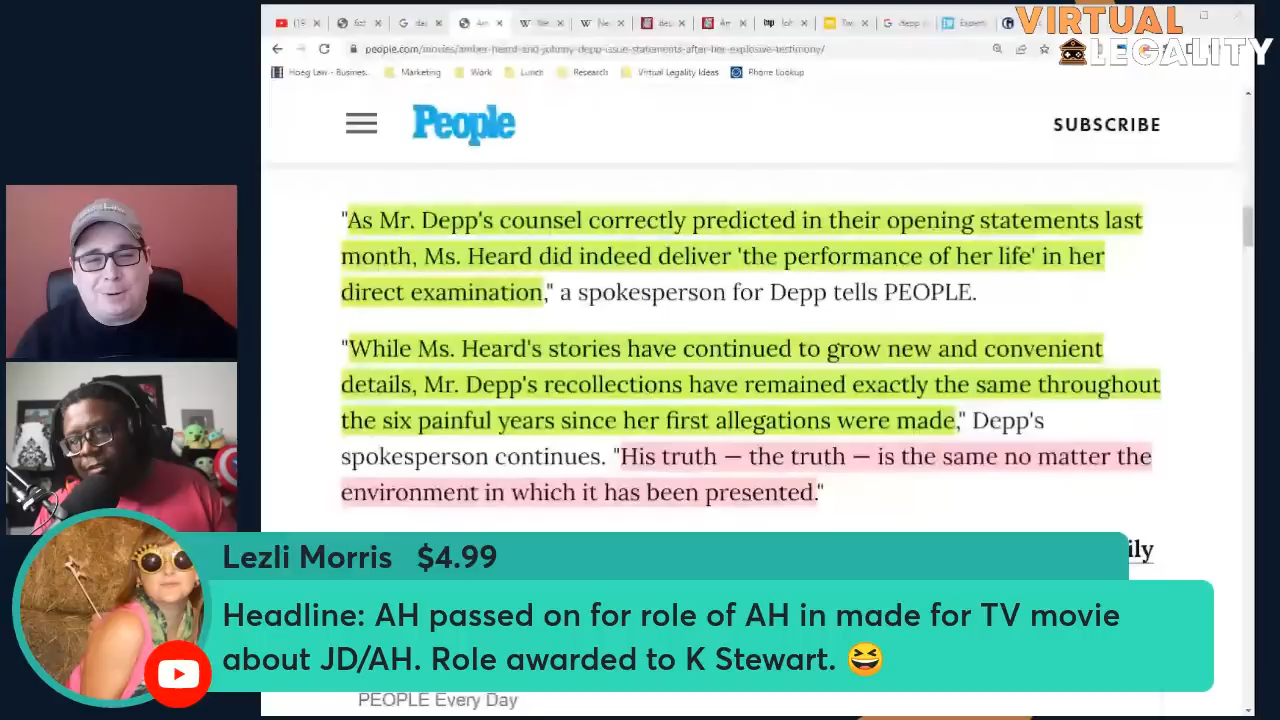 VIRTUAL
LEGALITY
people.com/movies/amber-heard-and-johnny-depp-issue-statements-after-her-explosive-testimony/
Hoeg Law - Busines.. Marketing Work Lunch Research Virtual Legality Ideas Phone Lookup
People
SUBSCRIBE
"As Mr. Depp's counsel correctly predicted in their opening statements last
month, Ms. Heard did indeed deliver 'the performance of her life' in her
direct examination," a spokesperson for Depp tells PEOPLE.
"While Ms. Heard's stories have continued to grow new and convenient
details, Mr. Depp's recollections have remained exactly the same throughout
the six painful years since her first allegations were made," Depp's
spokesperson continues. "His truth — the truth — is the same no matter the
environment in which it has been presented."
ily
Lezli Morris $4.99
Headline: AH passed on for role of AH in made for TV movie
about JD/AH. Role awarded to K Stewart. 😆
PEOPLE Every Day